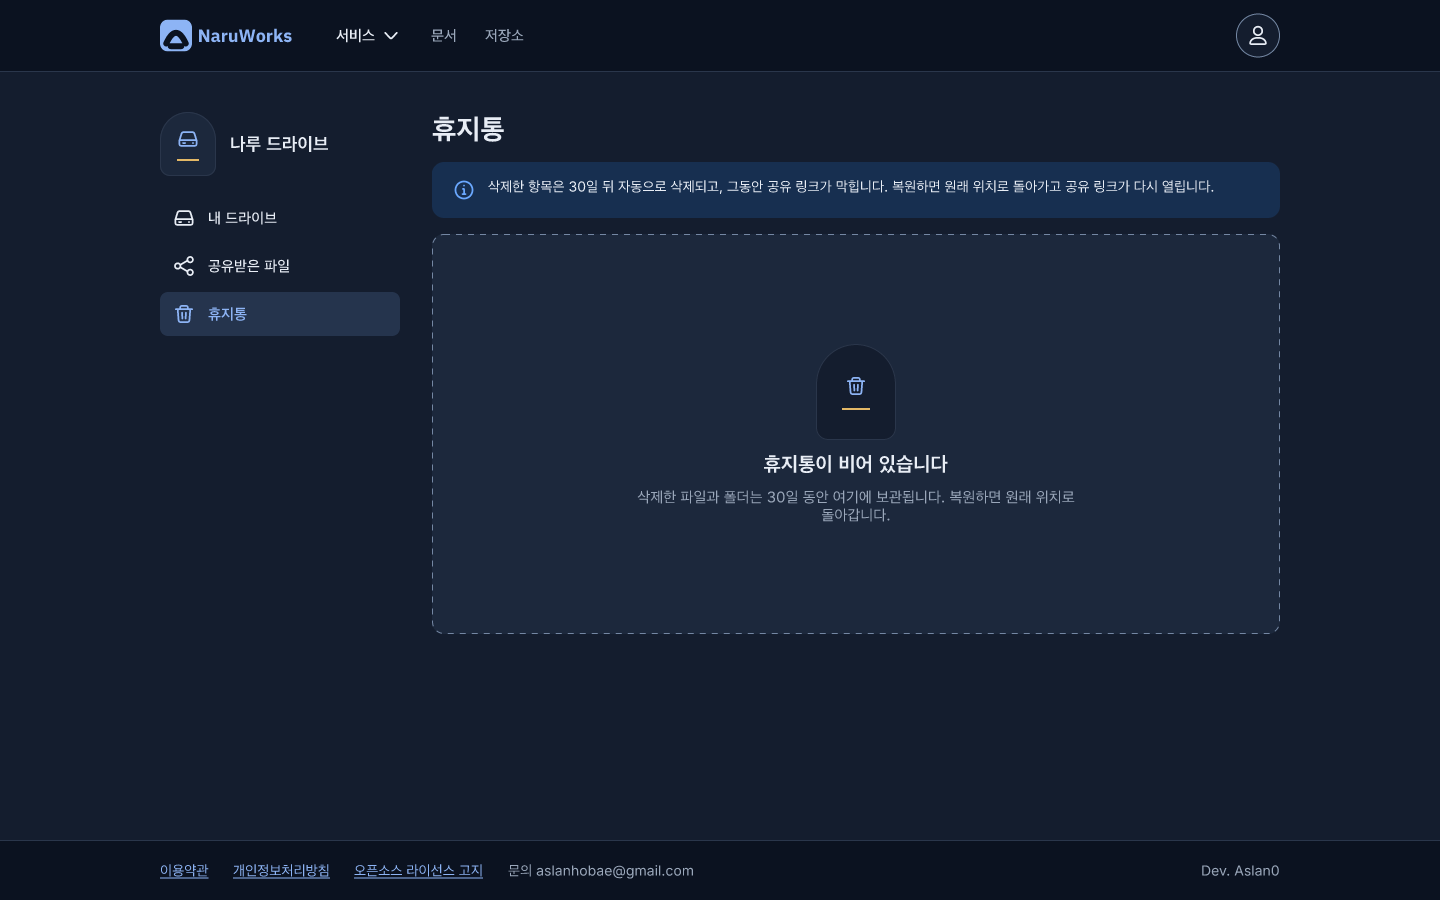 NaruWorks
서비스
문서
저장소
나루 드라이브
내 드라이브
공유받은 파일
휴지통
휴지통
삭제한 항목은 30일 뒤 자동으로 삭제되고, 그동안 공유 링크가 막힙니다. 복원하면 원래 위치로 돌아가고 공유 링크가 다시 열립니다.
휴지통이 비어 있습니다
삭제한 파일과 폴더는 30일 동안 여기에 보관됩니다. 복원하면 원래 위치로
돌아갑니다.
이용약관
개인정보처리방침
오픈소스 라이선스 고지
문의 aslanhobae@gmail.com
Dev. Aslan0